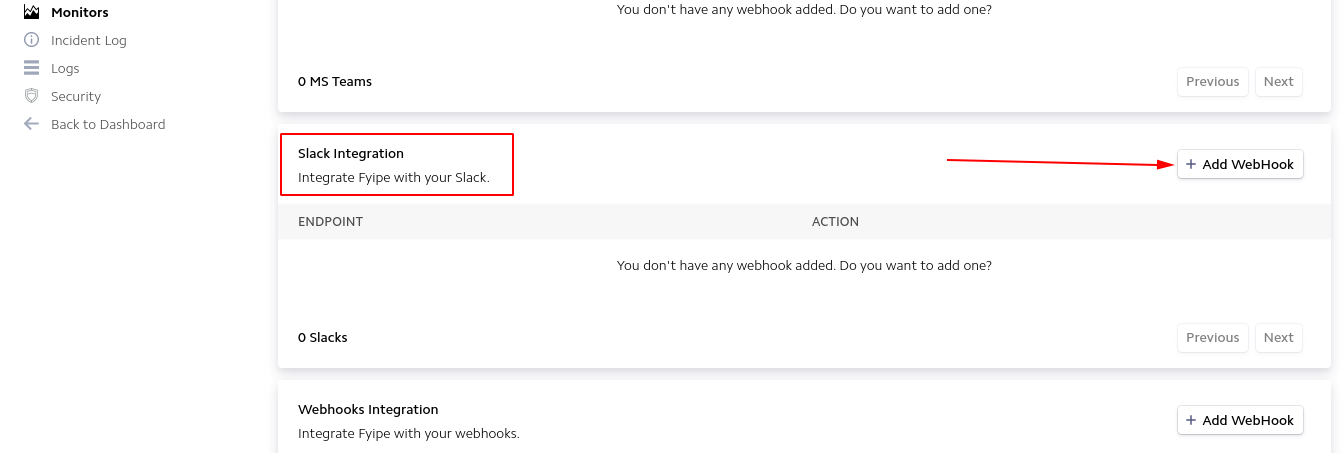 Monitors
Incident Log
Logs
Security
Back to Dashboard
You don't have any webhook added. Do you want to add one?
0 MS Teams
Previous
Next
Slack Integration
Integrate Fyipe with your Slack.
+ Add WebHook
ENDPOINT
ACTION
You don't have any webhook added. Do you want to add one?
0 Slacks
Previous
Next
Webhooks Integration
Integrate Fyipe with your webhooks.
+ Add WebHook